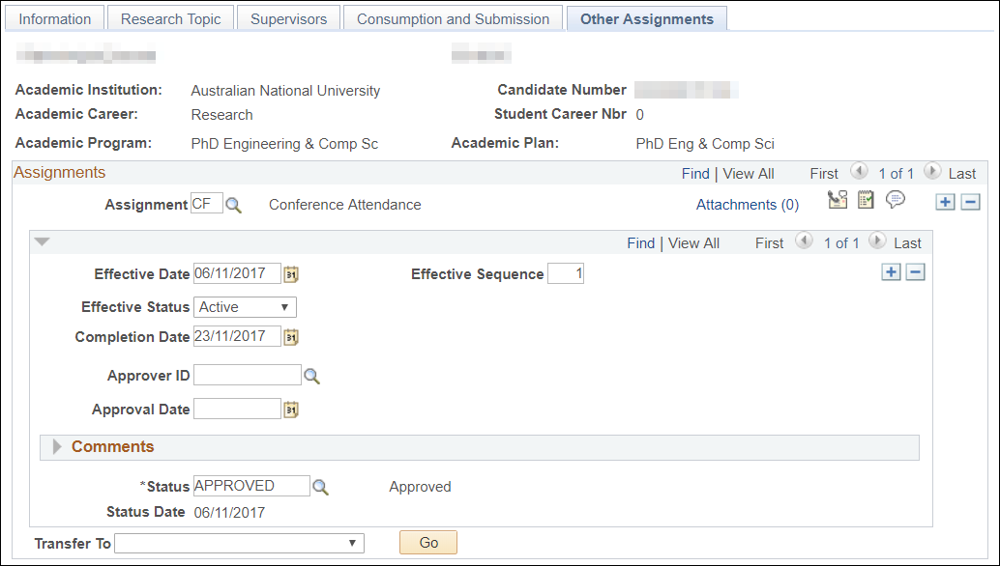 Information Research Topic Supervisors Consumption and Submission Other Assignments
Academic Institution: Australian National University Candidate Number
Academic Career: Research Student Career Nbr 0
Academic Program: PhD Engineering & Comp Sc Academic Plan: PhD Eng & Comp Sci
Assignments Find | View All First 1 of 1 Last
Assignment CF Conference Attendance Attachments (0)
Find | View All First 1 of 1 Last
Effective Date 06/11/2017 31 Effective Sequence 1
Effective Status Active
Completion Date 23/11/2017 31
Approver ID
Approval Date 31
Comments
*Status APPROVED Approved
Status Date 06/11/2017
Transfer To Go